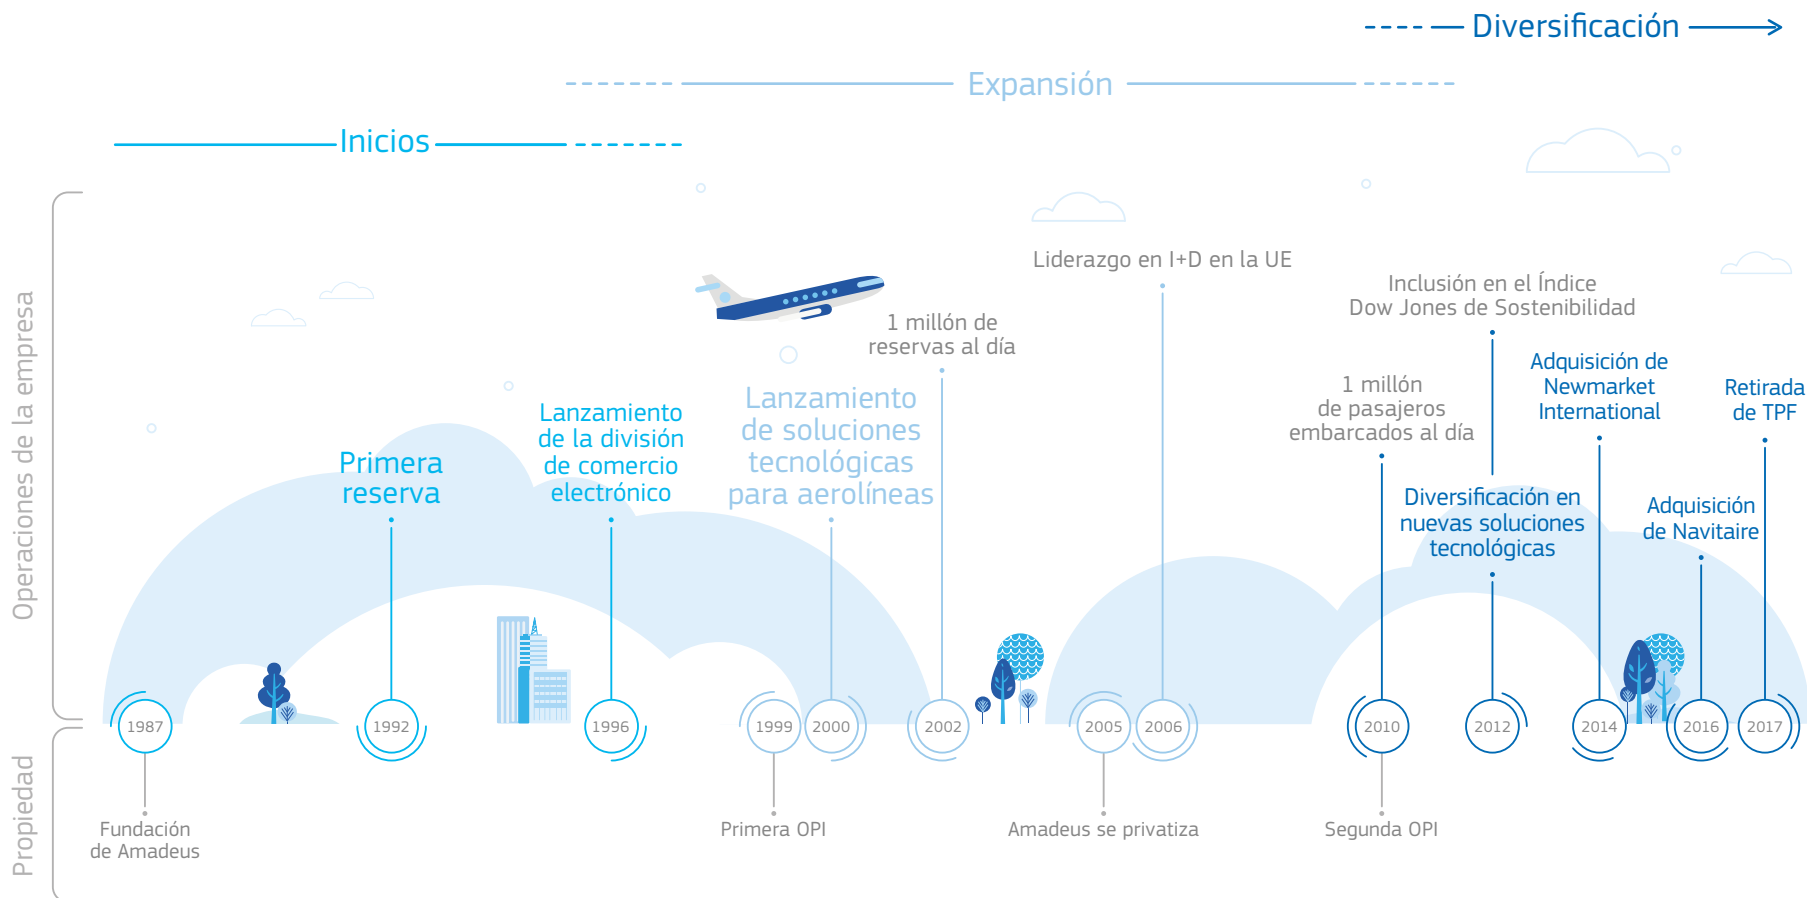 Diversificación
Expansión
Inicios
Operaciones de la empresa
Liderazgo en I+D en la UE
Inclusión en el Índice
Dow Jones de Sostenibilidad
1 millón de
reservas al día
Adquisición de
Newmarket
International
1 millón
de pasajeros
embarcados al día
Retirada
de TPF
Lanzamiento
de la división
de comercio
electrónico
Lanzamiento
de soluciones
tecnológicas
para aerolíneas
Primera
reserva
Diversificación en
nuevas soluciones
tecnológicas
Adquisición
de Navitaire
1987
1992
1996
1999
2000
2002
2005
2006
2010
2012
2014
2016
2017
Propiedad
Fundación
de Amadeus
Primera OPI
Amadeus se privatiza
Segunda OPI